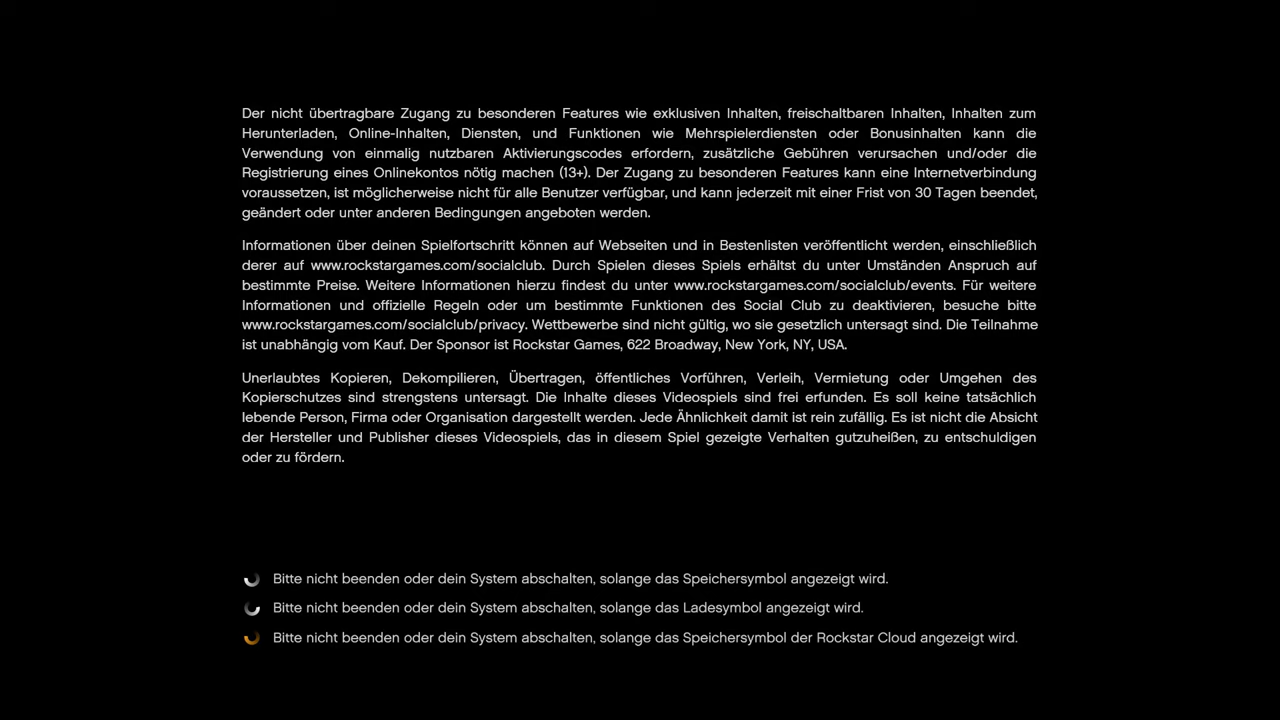 Der nicht übertragbare Zugang zu besonderen Features wie exklusiven Inhalten, freischaltbaren Inhalten, Inhalten zum
Herunterladen, Online-Inhalten, Diensten, und Funktionen wie Mehrspielerdiensten oder Bonusinhalten kann die
Verwendung von einmalig nutzbaren Aktivierungscodes erfordern, zusätzliche Gebühren verursachen und/oder die
Registrierung eines Onlinekontos nötig machen (13+). Der Zugang zu besonderen Features kann eine Internetverbindung
voraussetzen, ist möglicherweise nicht für alle Benutzer verfügbar, und kann jederzeit mit einer Frist von 30 Tagen beendet,
geändert oder unter anderen Bedingungen angeboten werden.
Informationen über deinen Spielfortschritt können auf Webseiten und in Bestenlisten veröffentlicht werden, einschließlich
derer auf www.rockstargames.com/socialclub. Durch Spielen dieses Spiels erhältst du unter Umständen Anspruch auf
bestimmte Preise. Weitere Informationen hierzu findest du unter www.rockstargames.com/socialclub/events. Für weitere
Informationen und offizielle Regeln oder um bestimmte Funktionen des Social Club zu deaktivieren, besuche bitte
www.rockstargames.com/socialclub/privacy. Wettbewerbe sind nicht gültig, wo sie gesetzlich untersagt sind. Die Teilnahme
ist unabhängig vom Kauf. Der Sponsor ist Rockstar Games, 622 Broadway, New York, NY, USA.
Unerlaubtes Kopieren, Dekompilieren, Übertragen, öffentliches Vorführen, Verleih, Vermietung oder Umgehen des
Kopierschutzes sind strengstens untersagt. Die Inhalte dieses Videospiels sind frei erfunden. Es soll keine tatsächlich
lebende Person, Firma oder Organisation dargestellt werden. Jede Ähnlichkeit damit ist rein zufällig. Es ist nicht die Absicht
der Hersteller und Publisher dieses Videospiels, das in diesem Spiel gezeigte Verhalten gutzuheißen, zu entschuldigen
oder zu fördern.
Bitte nicht beenden oder dein System abschalten, solange das Speichersymbol angezeigt wird.
Bitte nicht beenden oder dein System abschalten, solange das Ladesymbol angezeigt wird.
Bitte nicht beenden oder dein System abschalten, solange das Speichersymbol der Rockstar Cloud angezeigt wird.